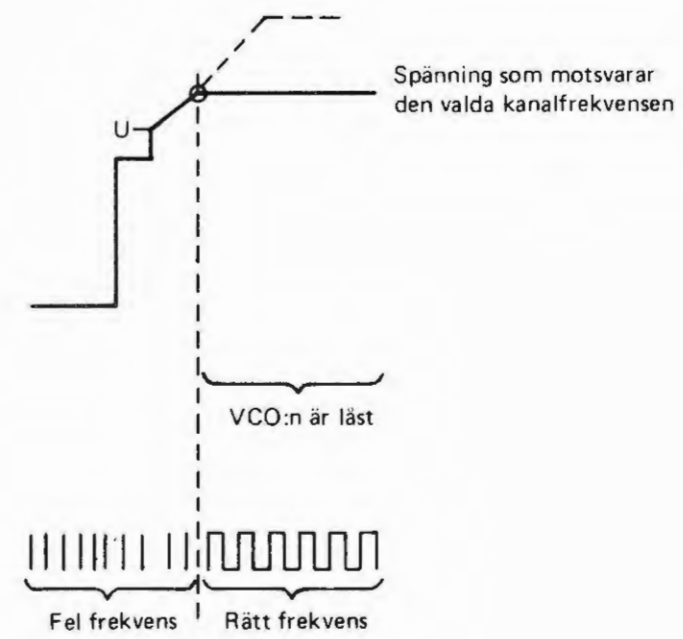 Spänning som motsvarar
den valda kanalfrekvensen
U
VCO:n är låst
Fel frekvens
Rätt frekvens